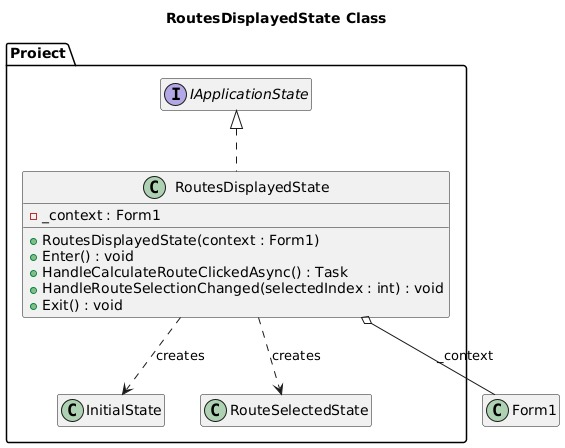 RoutesDisplayedState Class
Proiect
I IApplicationState
C RoutesDisplayedState
_context : Form1
RoutesDisplayedState(context : Form1)
Enter() : void
HandleCalculateRouteClickedAsync() : Task
HandleRouteSelectionChanged(selectedIndex : int) : void
Exit() : void
creates
creates
_context
C InitialState
C RouteSelectedState
C Form1